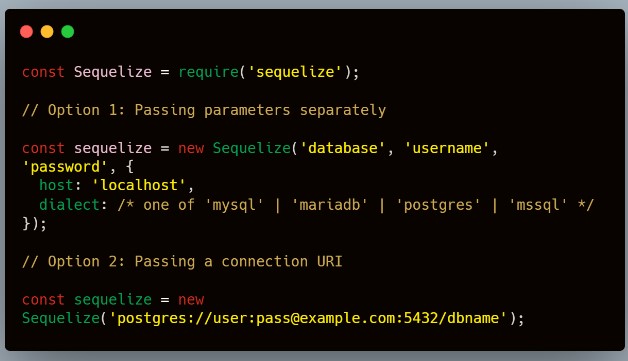 const Sequelize = require('sequelize');
// Option 1: Passing parameters separately
const sequelize = new Sequelize('database', 'username',
'password', {
  host: 'localhost',
  dialect: /* one of 'mysql' | 'mariadb' | 'postgres' | 'mssql' */
});
// Option 2: Passing a connection URI
const sequelize = new
Sequelize('postgres://user:pass@example.com:5432/dbname');